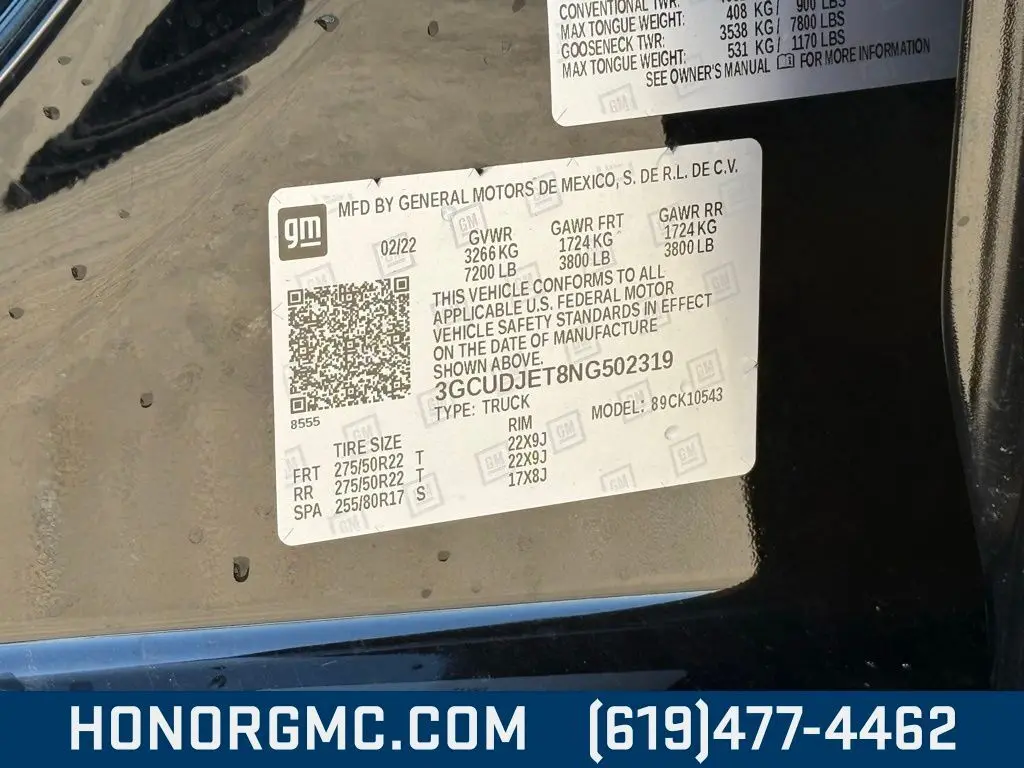 CONVENTIONAL TWR:
MAX TONGUE WEIGHT: 408 KG / 900 LBS
GOOSENECK TWR: 3538 KG / 7800 LBS
MAX TONGUE WEIGHT: 531 KG / 1170 LBS
SEE OWNER'S MANUAL FOR MORE INFORMATION
GM
gm MFD BY GENERAL MOTORS DE MEXICO, S. DE R.L. DE C.V.
02/22 GVWR GAWR FRT GAWR RR
3266 KG 1724 KG 1724 KG
7200 LB 3800 LB 3800 LB
THIS VEHICLE CONFORMS TO ALL
APPLICABLE U.S. FEDERAL MOTOR
VEHICLE SAFETY STANDARDS IN EFFECT
ON THE DATE OF MANUFACTURE
SHOWN ABOVE.
3GCUDJET8NG502319
TYPE: TRUCK MODEL: 89CK10543
8555
TIRE SIZE RIM
FRT 275/50R22 T 22X9J
RR 275/50R22 T 22X9J
SPA 255/80R17 S 17X8J
HONORGMC.COM (619)477-4462